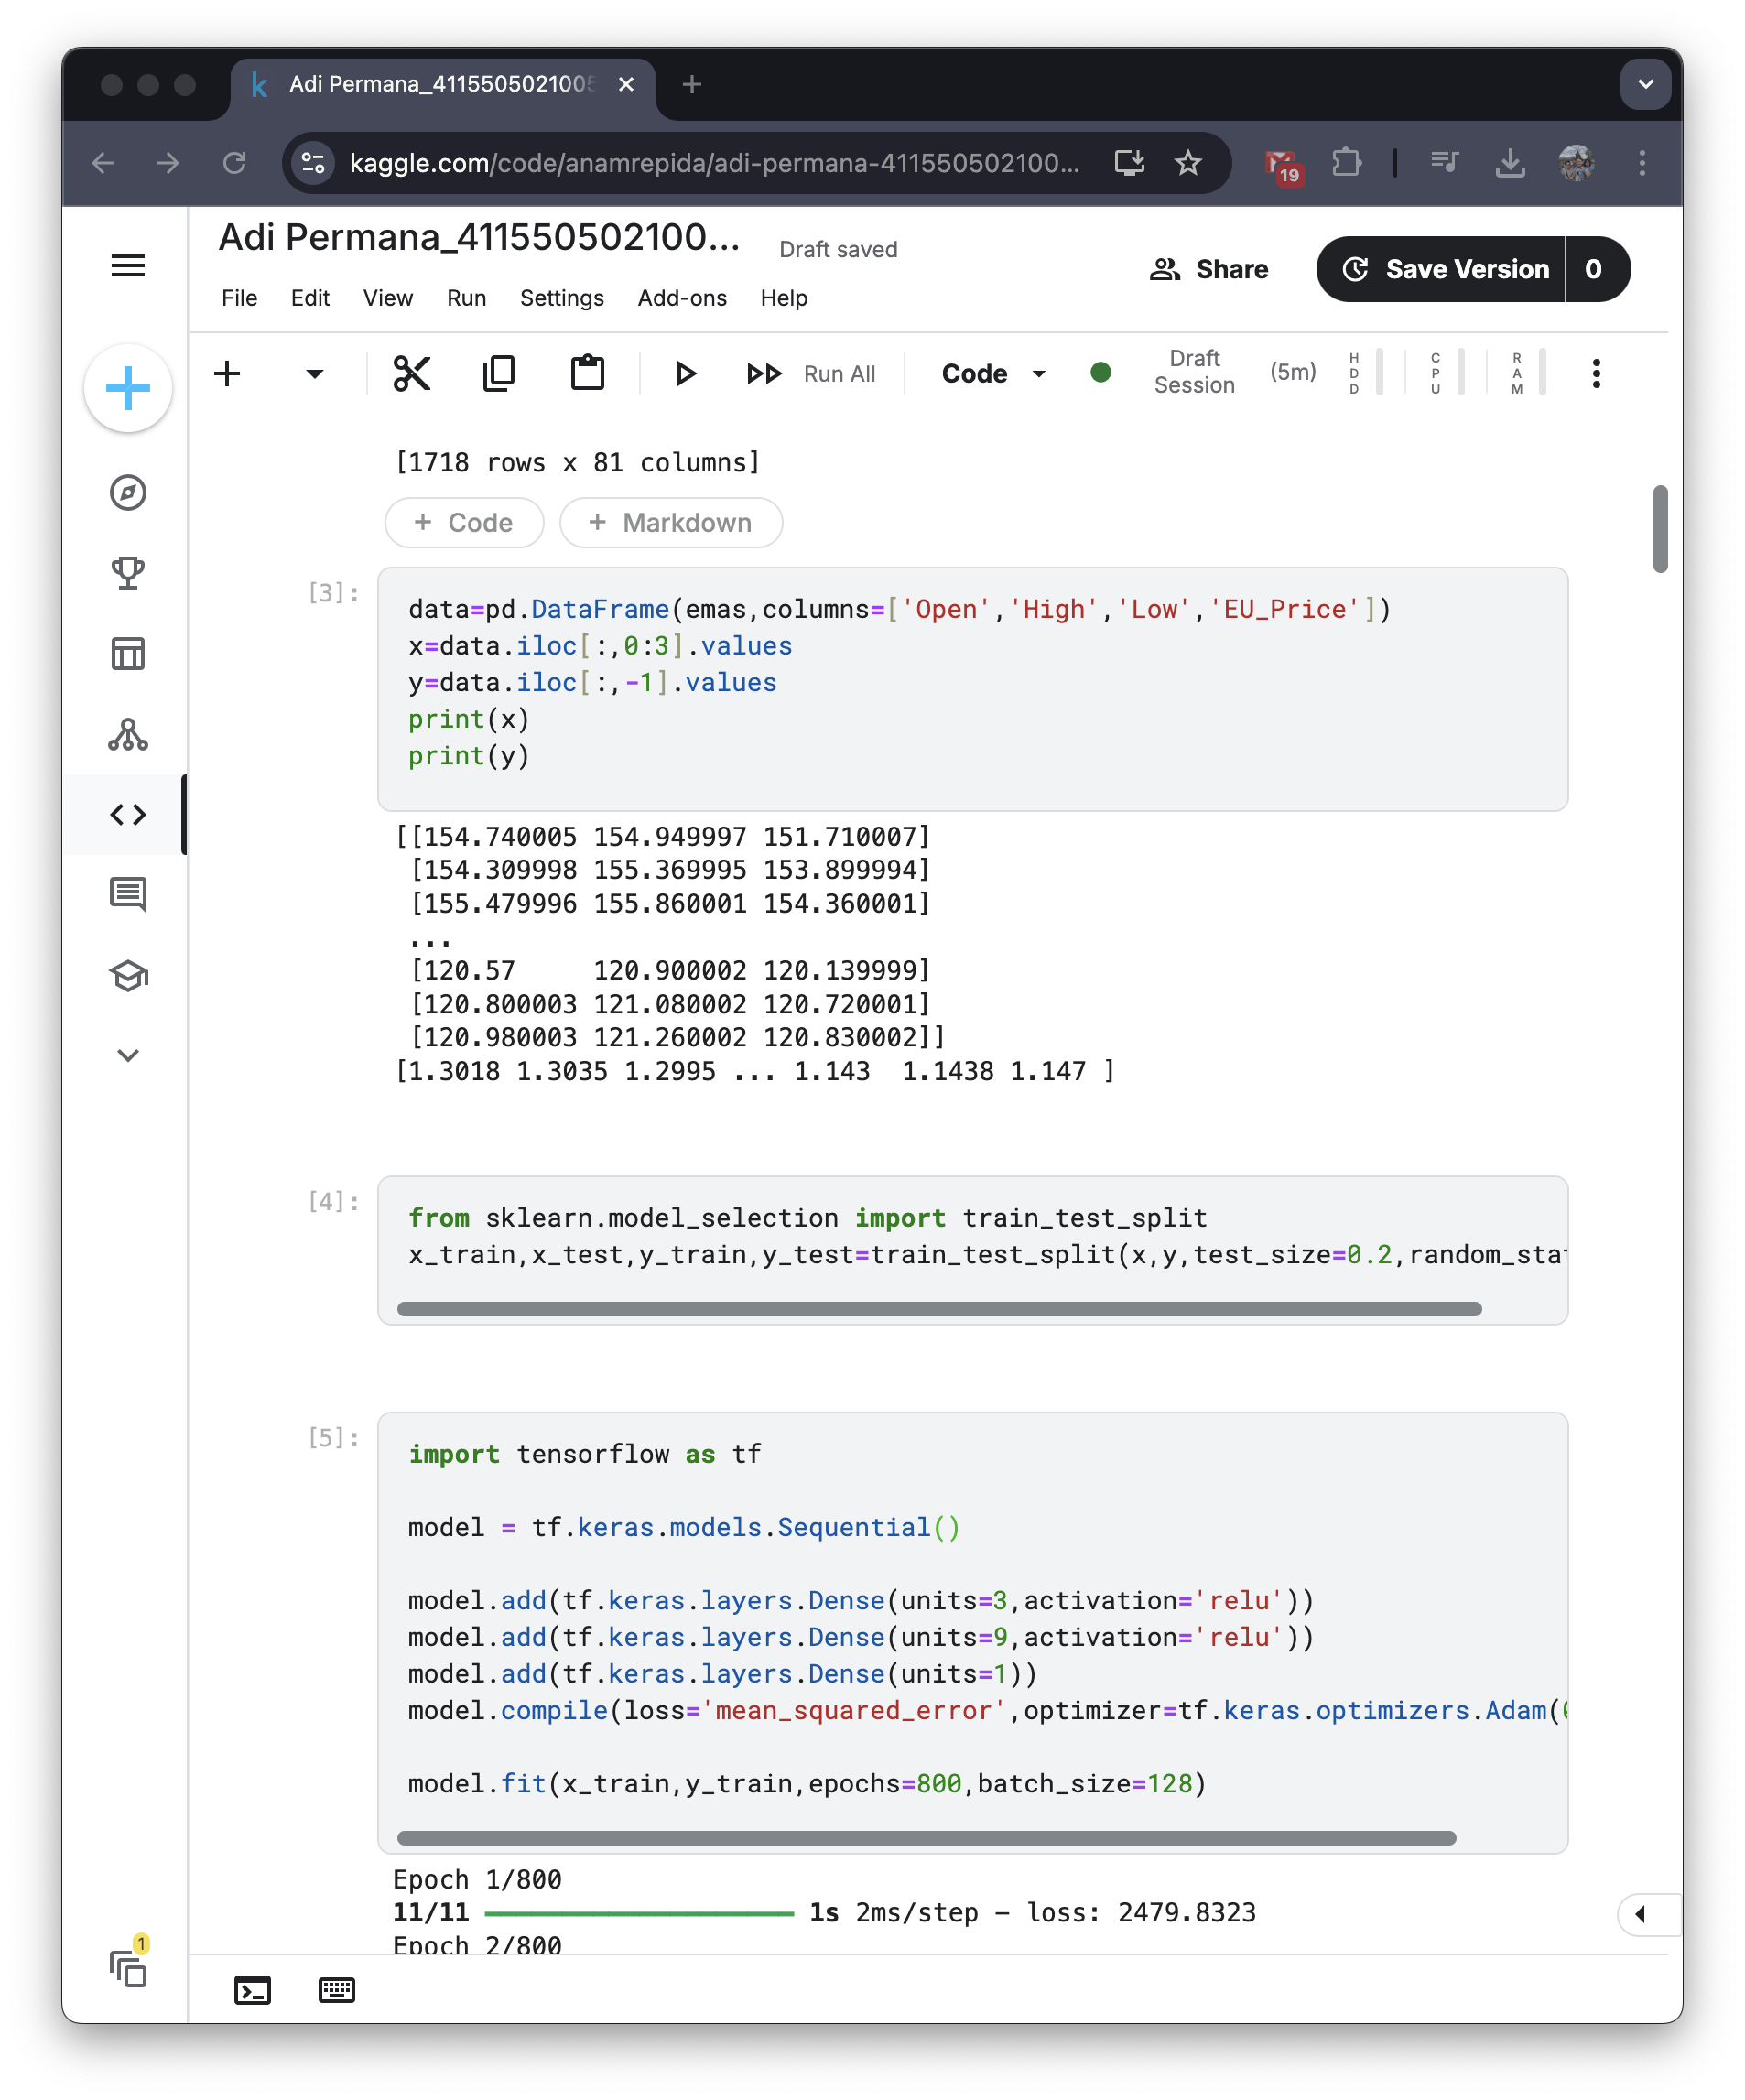 Adi Permana_4115505021005
kaggle.com/code/anamrepida/adi-permana-411550502100...
19
Adi Permana_411550502100...
Draft saved
Share
Save Version
0
File Edit View Run Settings Add-ons Help
Run All
Code
Draft Session
(5m)
HDD
CPU
RAM
[1718 rows x 81 columns]
+ Code
+ Markdown
[3]:
data=pd.DataFrame(emas,columns=['Open','High','Low','EU_Price'])
x=data.iloc[:,0:3].values
y=data.iloc[:,-1].values
print(x)
print(y)
[[154.740005 154.949997 151.710007]
 [154.309998 155.369995 153.899994]
 [155.479996 155.860001 154.360001]
 ...
 [120.57     120.900002 120.139999]
 [120.800003 121.080002 120.720001]
 [120.980003 121.260002 120.830002]]
[1.3018 1.3035 1.2995 ... 1.143  1.1438 1.147 ]
[4]:
from sklearn.model_selection import train_test_split
x_train,x_test,y_train,y_test=train_test_split(x,y,test_size=0.2,random_stat
[5]:
import tensorflow as tf
model = tf.keras.models.Sequential()
model.add(tf.keras.layers.Dense(units=3,activation='relu'))
model.add(tf.keras.layers.Dense(units=9,activation='relu'))
model.add(tf.keras.layers.Dense(units=1))
model.compile(loss='mean_squared_error',optimizer=tf.keras.optimizers.Adam(
model.fit(x_train,y_train,epochs=800,batch_size=128)
Epoch 1/800
11/11 ━━━━━━━━━━━━━━━━━━━━ 1s 2ms/step - loss: 2479.8323
Epoch 2/800
1